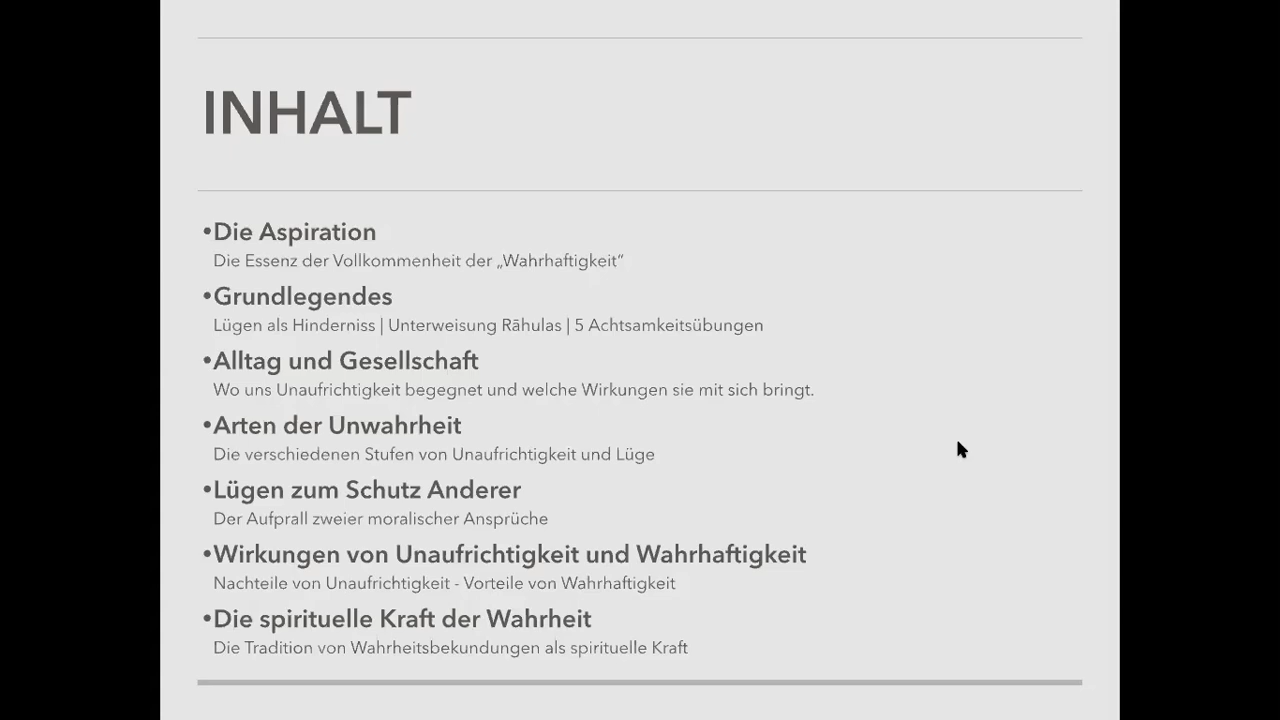 INHALT
•Die Aspiration
Die Essenz der Vollkommenheit der „Wahrhaftigkeit“
•Grundlegendes
Lügen als Hinderniss | Unterweisung Rāhulas | 5 Achtsamkeitsübungen
•Alltag und Gesellschaft
Wo uns Unaufrichtigkeit begegnet und welche Wirkungen sie mit sich bringt.
•Arten der Unwahrheit
Die verschiedenen Stufen von Unaufrichtigkeit und Lüge
•Lügen zum Schutz Anderer
Der Aufprall zweier moralischer Ansprüche
•Wirkungen von Unaufrichtigkeit und Wahrhaftigkeit
Nachteile von Unaufrichtigkeit - Vorteile von Wahrhaftigkeit
•Die spirituelle Kraft der Wahrheit
Die Tradition von Wahrheitsbekundungen als spirituelle Kraft